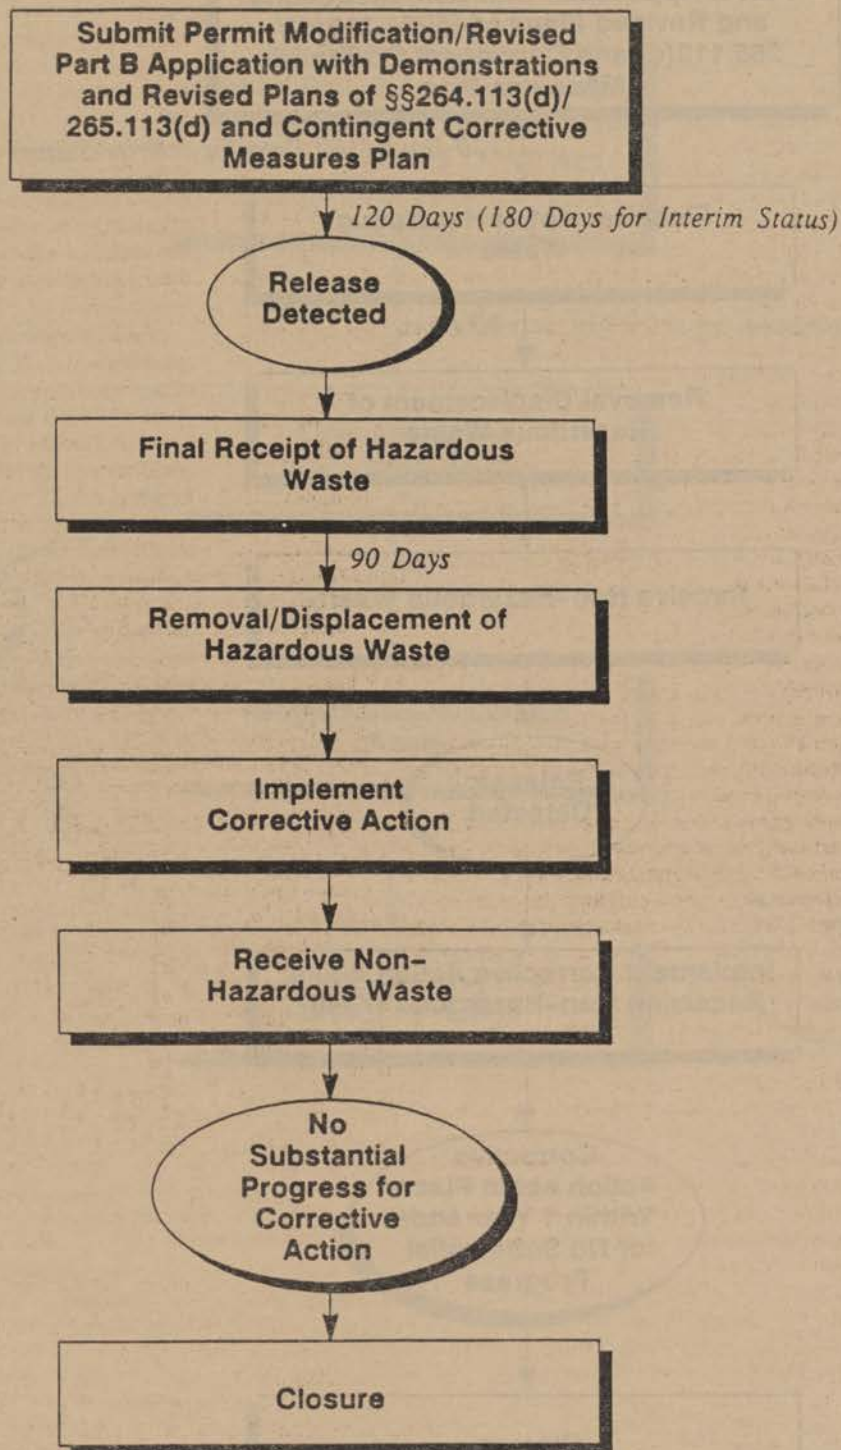 Submit Permit Modification/Revised
Part B Application with Demonstrations
and Revised Plans of §§264.113(d)/
265.113(d) and Contingent Corrective
Measures Plan
120 Days (180 Days for Interim Status)
Release
Detected
Final Receipt of Hazardous
Waste
90 Days
Removal/Displacement of
Hazardous Waste
Implement
Corrective Action
Receive Non-
Hazardous Waste
No
Substantial
Progress for
Corrective
Action
Closure